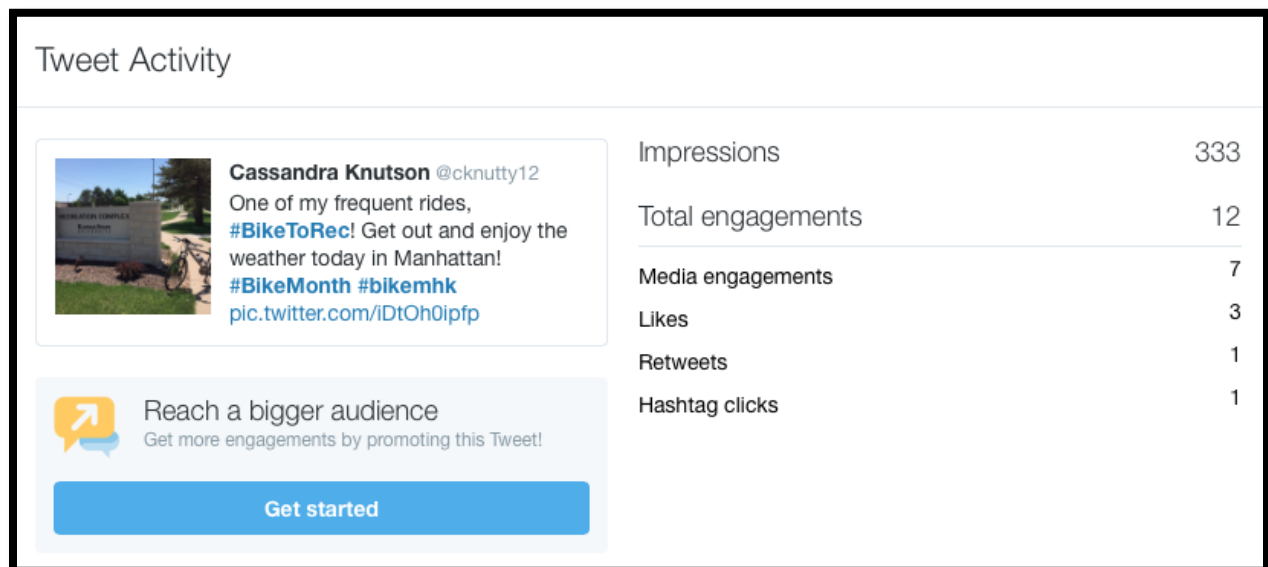 Tweet Activity
RECREATION COMPLEX
Cassandra Knutson @cknutty12
One of my frequent rides,
#BikeToRec! Get out and enjoy the
weather today in Manhattan!
#BikeMonth #bikemhk
pic.twitter.com/iDtOh0ipfp
Reach a bigger audience
Get more engagements by promoting this Tweet!
Get started
Impressions 333
Total engagements 12
Media engagements 7
Likes 3
Retweets 1
Hashtag clicks 1